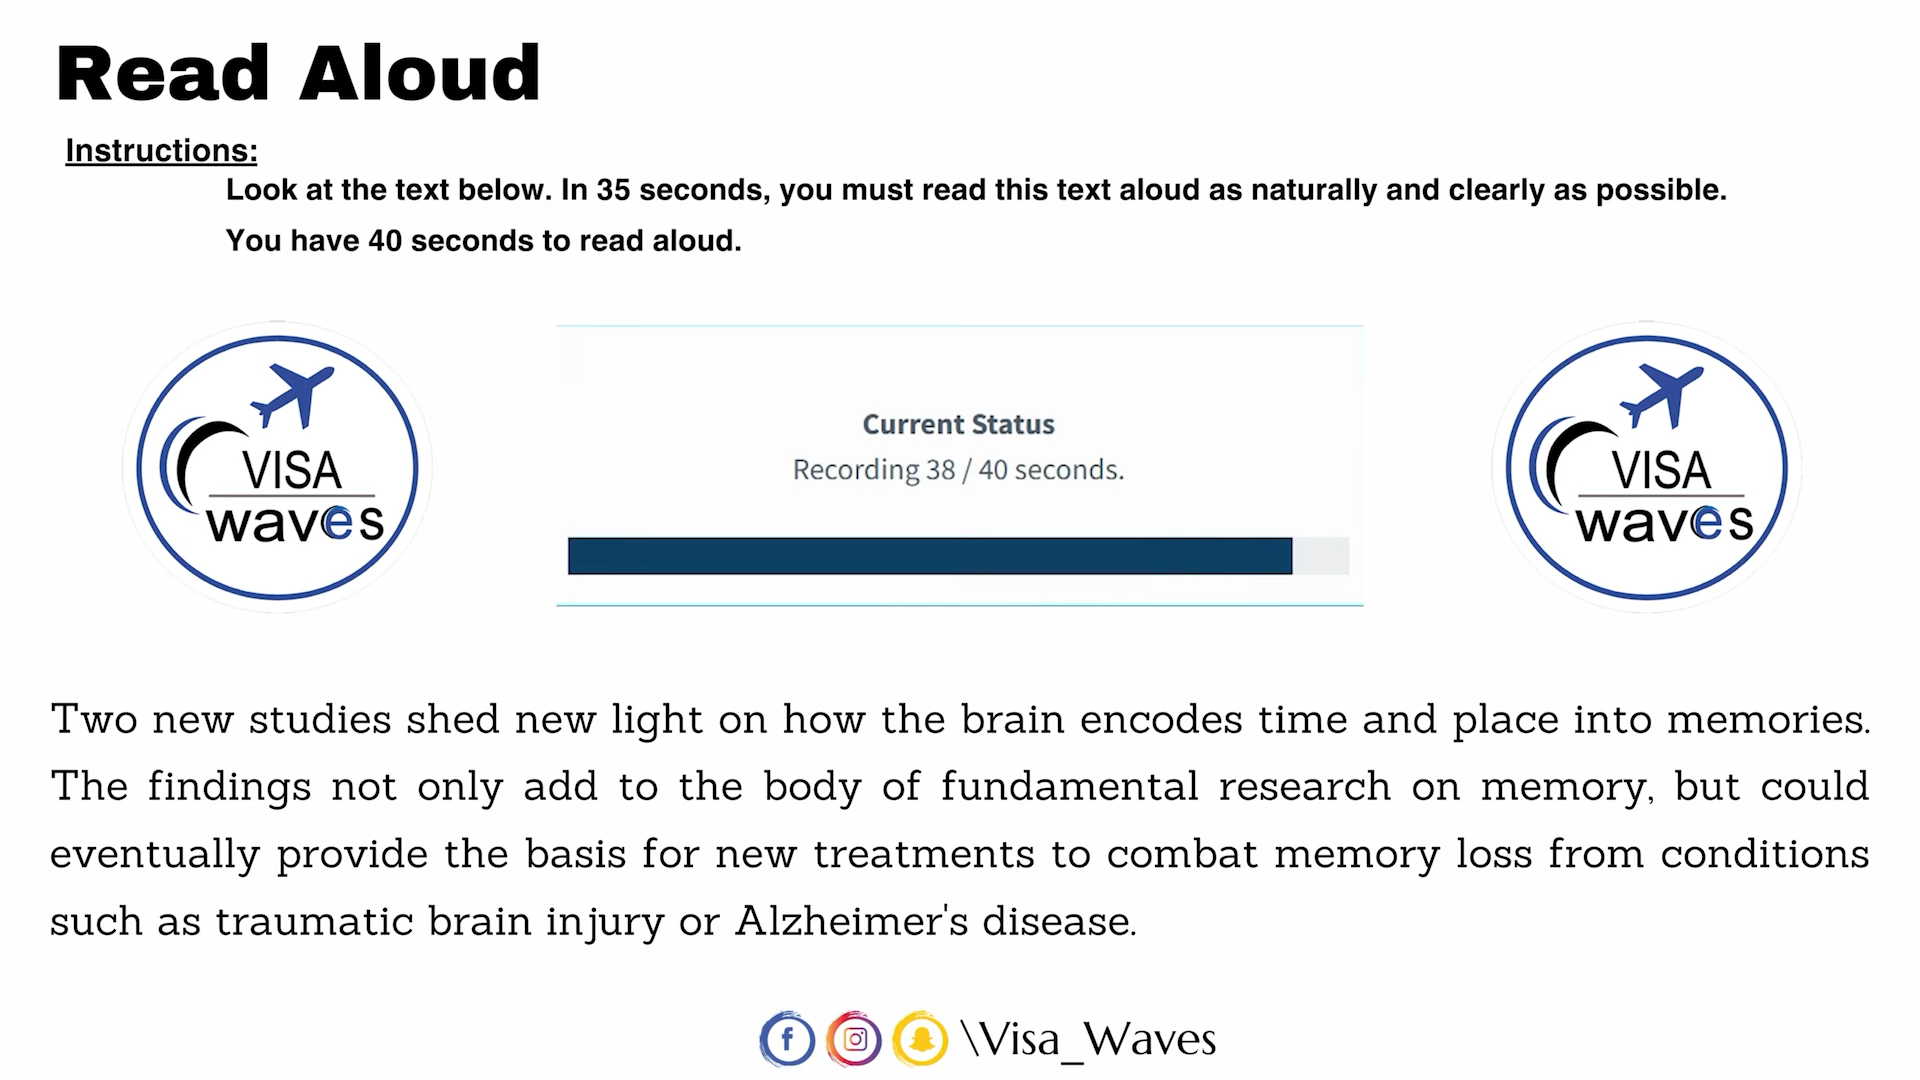 Read Aloud
Instructions:
Look at the text below. In 35 seconds, you must read this text aloud as naturally and clearly as possible.
You have 40 seconds to read aloud.
VISA
waves
Current Status
Recording 38 / 40 seconds.
VISA
waves
Two new studies shed new light on how the brain encodes time and place into memories.
The findings not only add to the body of fundamental research on memory, but could
eventually provide the basis for new treatments to combat memory loss from conditions
such as traumatic brain injury or Alzheimer's disease.
\Visa_Waves